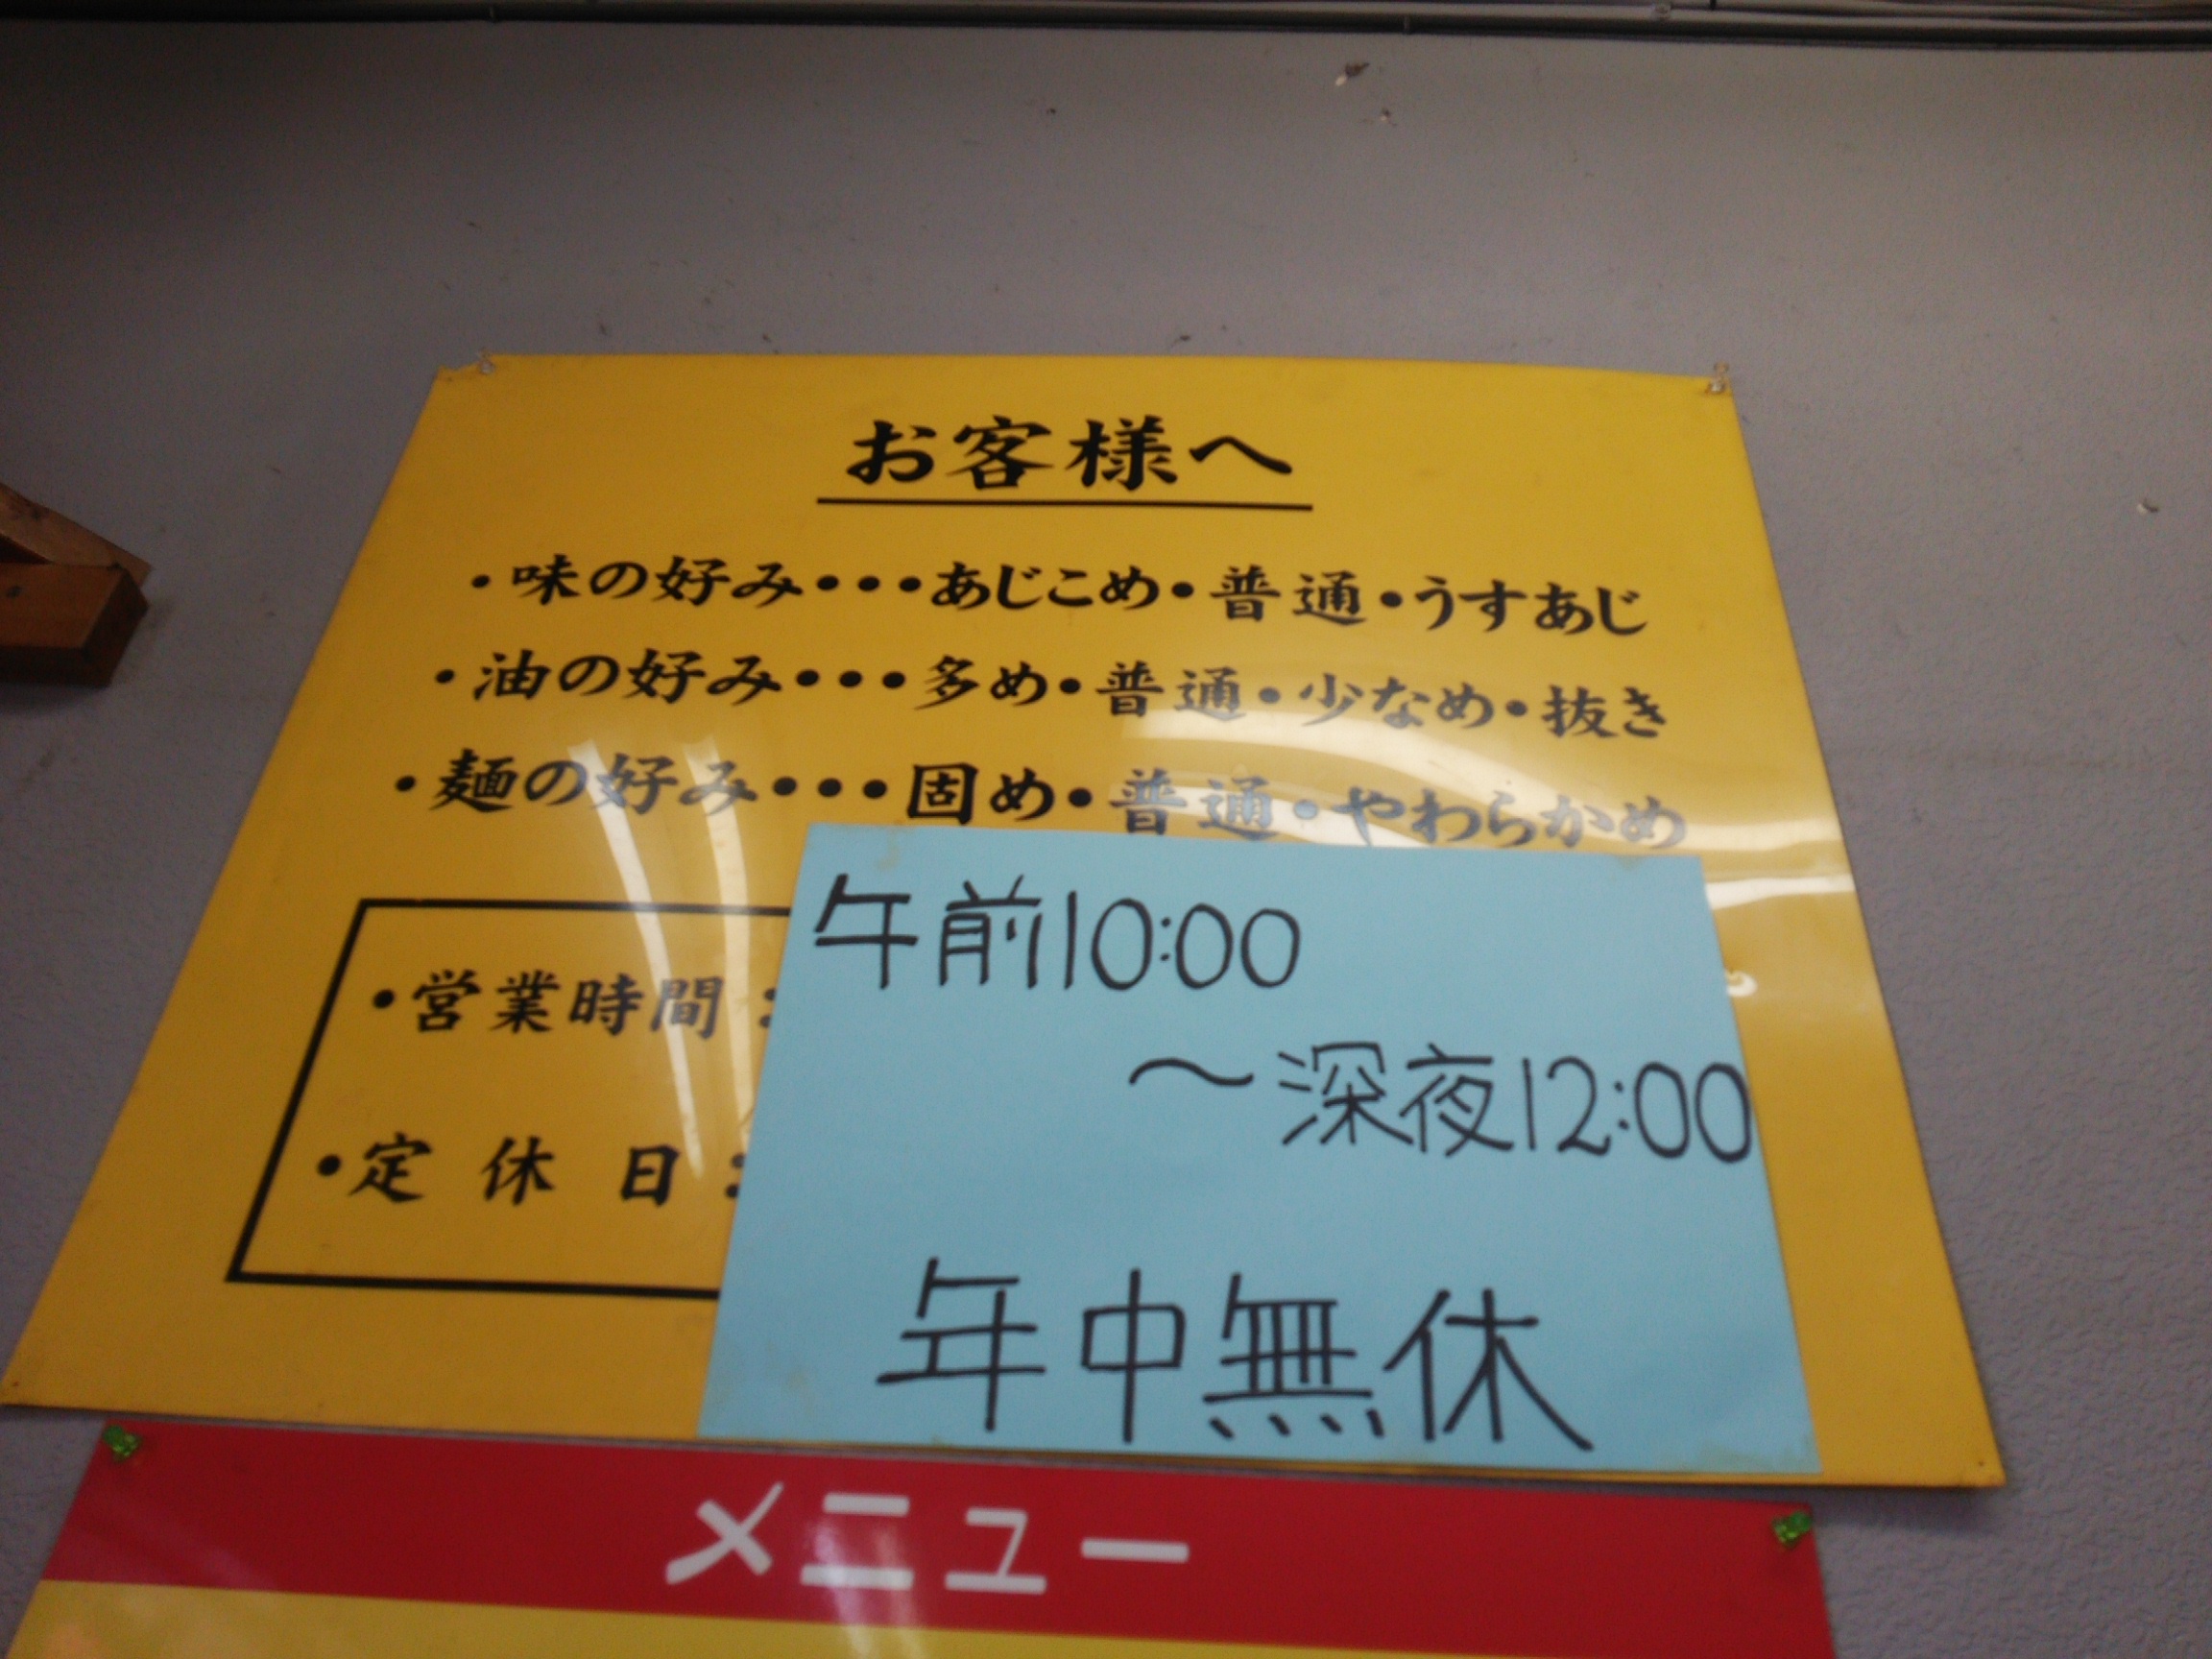 お客様へ
・味の好み・・・あじこめ・普通・うすあじ
・油の好み・・・多め・普通・少なめ・抜き
・麺の好み・・・固め・普通・やわらかめ
・営業時間：
午前10:00
〜深夜12:00
・定休日：
年中無休
メニュー